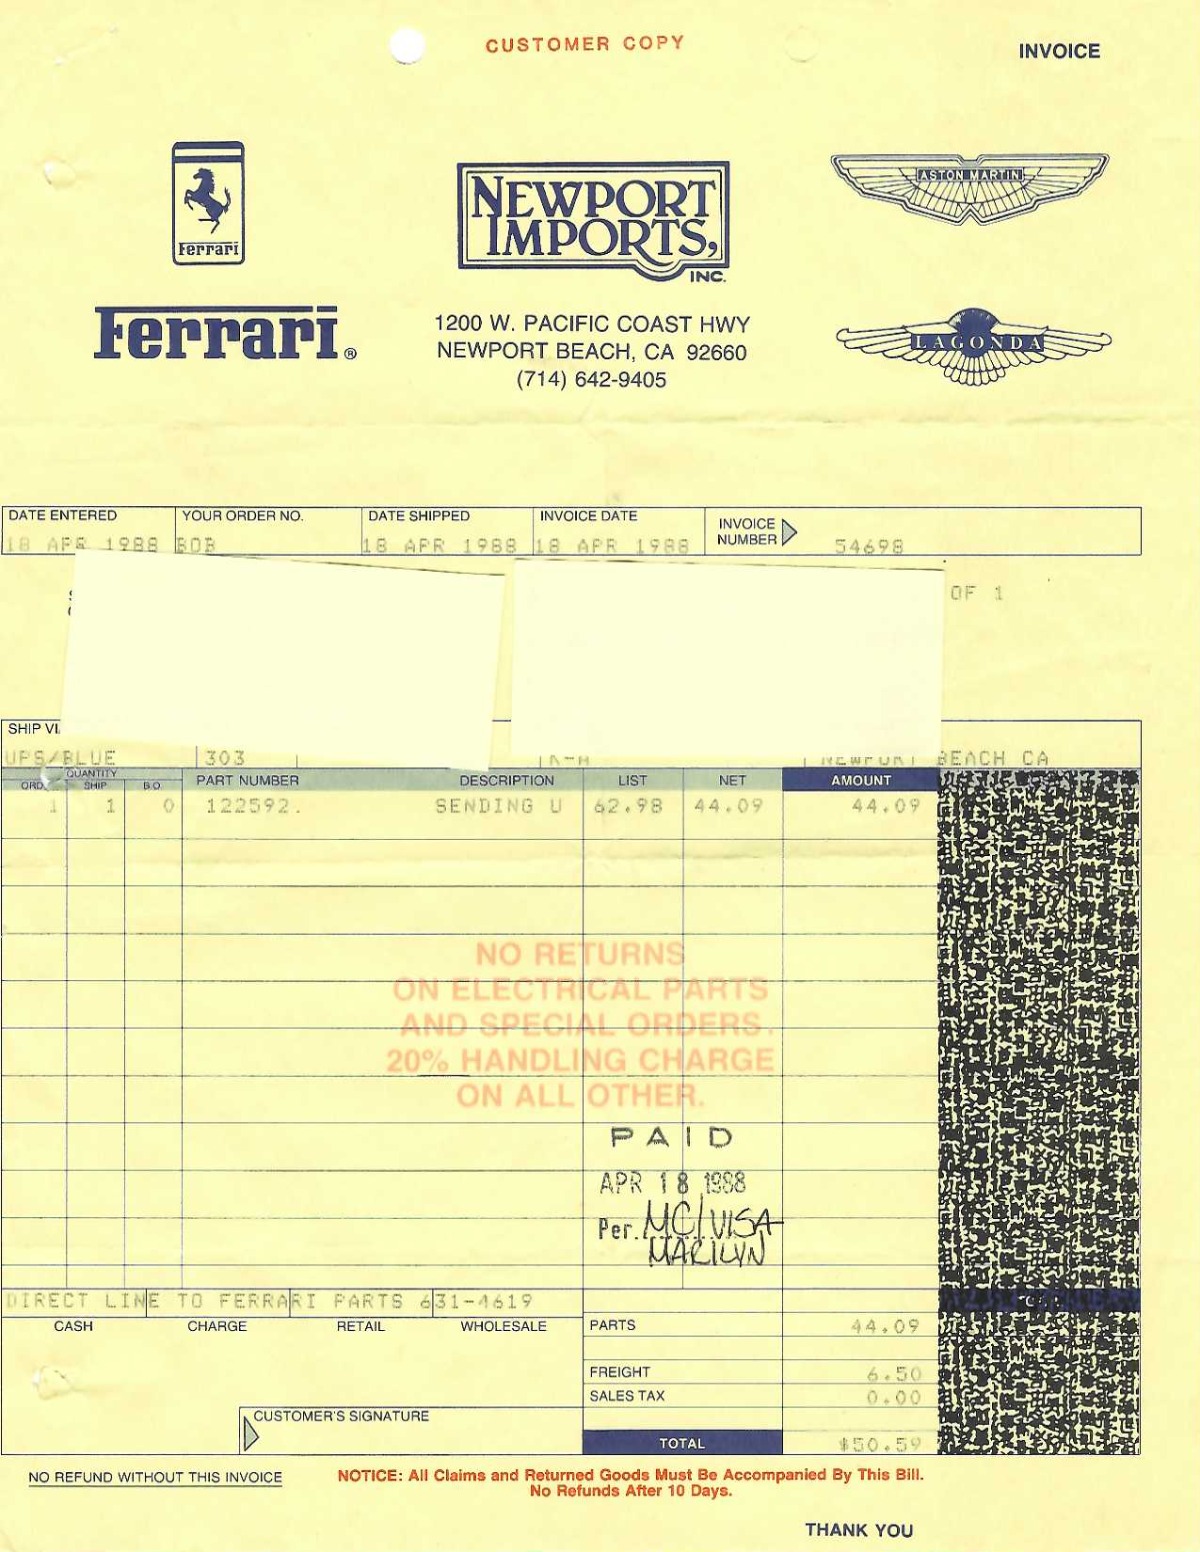 CUSTOMER COPY
INVOICE
Ferrari
NEWPORT IMPORTS, INC.
ASTON MARTIN
Ferrari®
1200 W. PACIFIC COAST HWY
NEWPORT BEACH, CA 92660
(714) 642-9405
LAGONDA
DATE ENTERED YOUR ORDER NO. DATE SHIPPED INVOICE DATE INVOICE NUMBER
18 APR 1988 BOB 18 APR 1988 18 APR 1988 54698
OF 1
SHIP VI
UPS/BLUE 303 NEWPORT BEACH CA
QUANTITY
ORD. SHIP B.O. PART NUMBER DESCRIPTION LIST NET AMOUNT
1 1 0 122592. SENDING U 62.98 44.09 44.09
NO RETURNS
ON ELECTRICAL PARTS
AND SPECIAL ORDERS.
20% HANDLING CHARGE
ON ALL OTHER.
PAID
APR 18 1988
Per. MC/VISA
MARILYN
DIRECT LINE TO FERRARI PARTS 631-4619
CASH CHARGE RETAIL WHOLESALE PARTS 44.09
FREIGHT 6.50
SALES TAX 0.00
CUSTOMER'S SIGNATURE
TOTAL $50.59
NO REFUND WITHOUT THIS INVOICE
NOTICE: All Claims and Returned Goods Must Be Accompanied By This Bill.
No Refunds After 10 Days.
THANK YOU